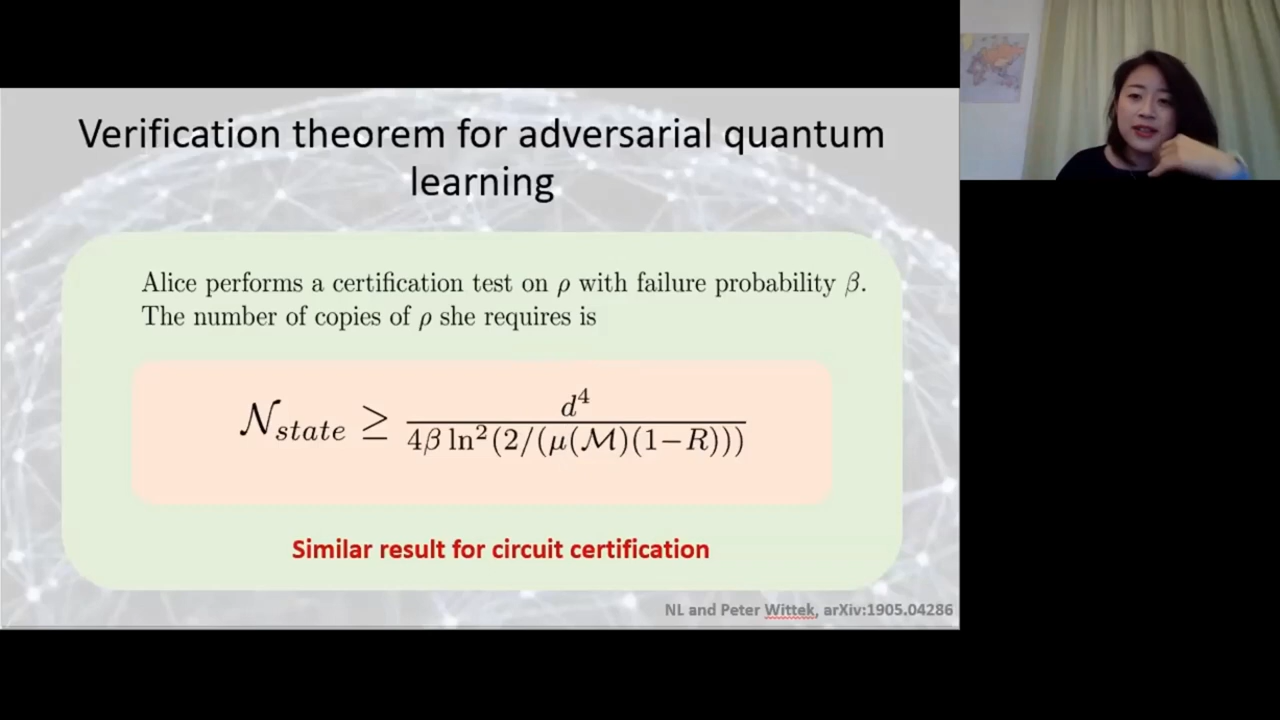 Verification theorem for adversarial quantum
learning
Alice performs a certification test on ρ with failure probability β.
The number of copies of ρ she requires is
𝒩_{state} ≥ d^4 / (4β ln^2(2/(μ(ℳ)(1−R))))
Similar result for circuit certification
NL and Peter Wittek, arXiv:1905.04286